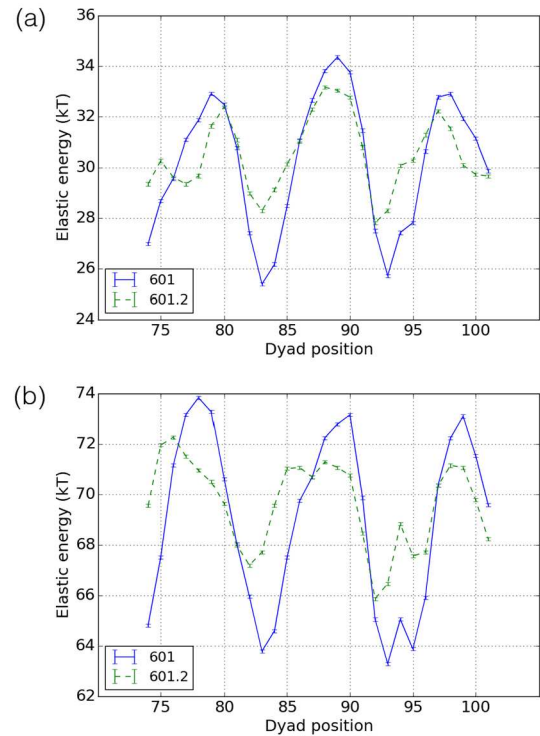 (a)
36
34
32
30
28
26
24
Elastic energy (kT)
601
601.2
75 80 85 90 95 100
Dyad position
(b)
74
72
70
68
66
64
62
Elastic energy (kT)
601
601.2
75 80 85 90 95 100
Dyad position